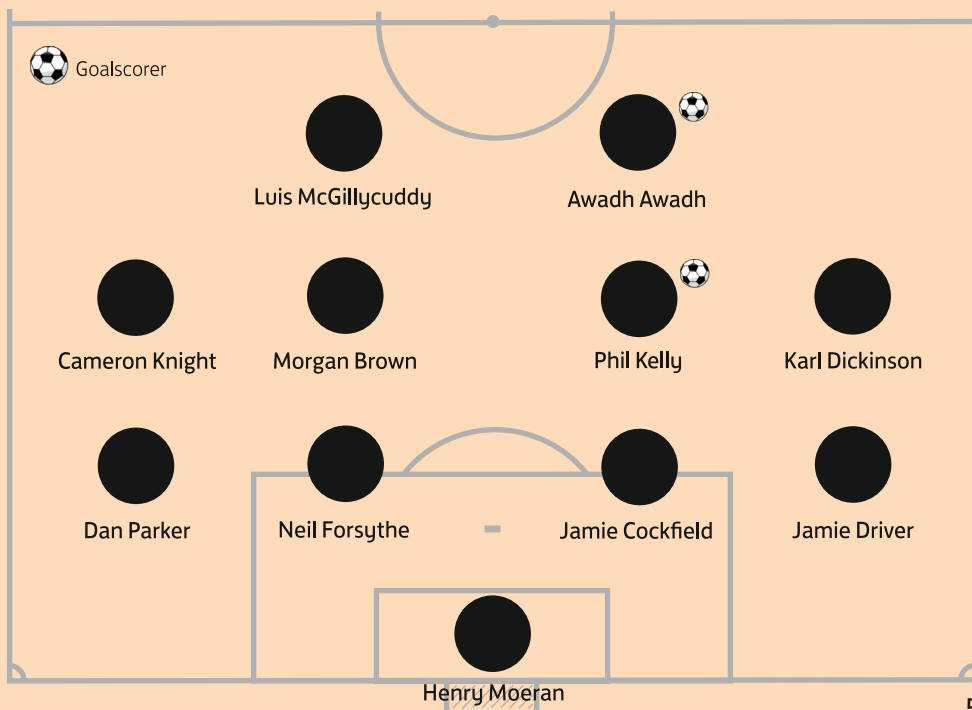 Goalscorer
Luis McGillycuddy
Awadh Awadh
Cameron Knight
Morgan Brown
Phil Kelly
Karl Dickinson
Dan Parker
Neil Forsythe
Jamie Cockfield
Jamie Driver
Henry Moeran